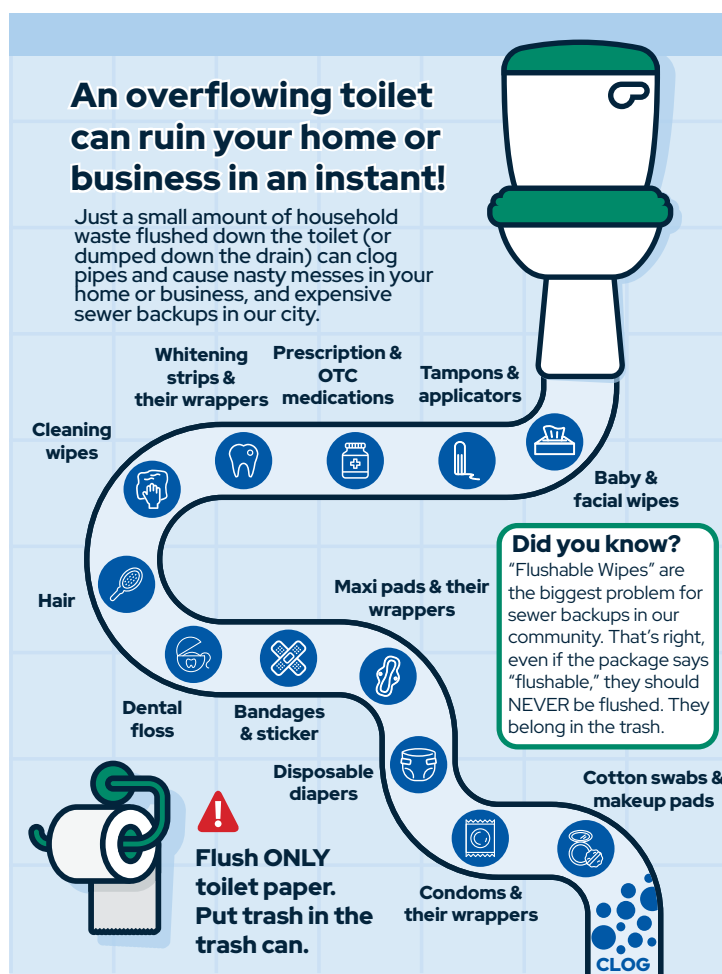 An overflowing toilet
can ruin your home or
business in an instant!
Just a small amount of household
waste flushed down the toilet (or
dumped down the drain) can clog
pipes and cause nasty messes in your
home or business, and expensive
sewer backups in our city.
Whitening
strips &
their wrappers
Prescription &
OTC
medications
Tampons &
applicators
Cleaning
wipes
Baby &
facial wipes
Did you know?
“Flushable Wipes” are
the biggest problem for
sewer backups in our
community. That’s right,
even if the package says
“flushable,” they should
NEVER be flushed. They
belong in the trash.
Hair
Maxi pads & their
wrappers
Dental
floss
Bandages
& sticker
Disposable
diapers
Cotton swabs &
makeup pads
Flush ONLY
toilet paper.
Put trash in the
trash can.
Condoms &
their wrappers
CLOG